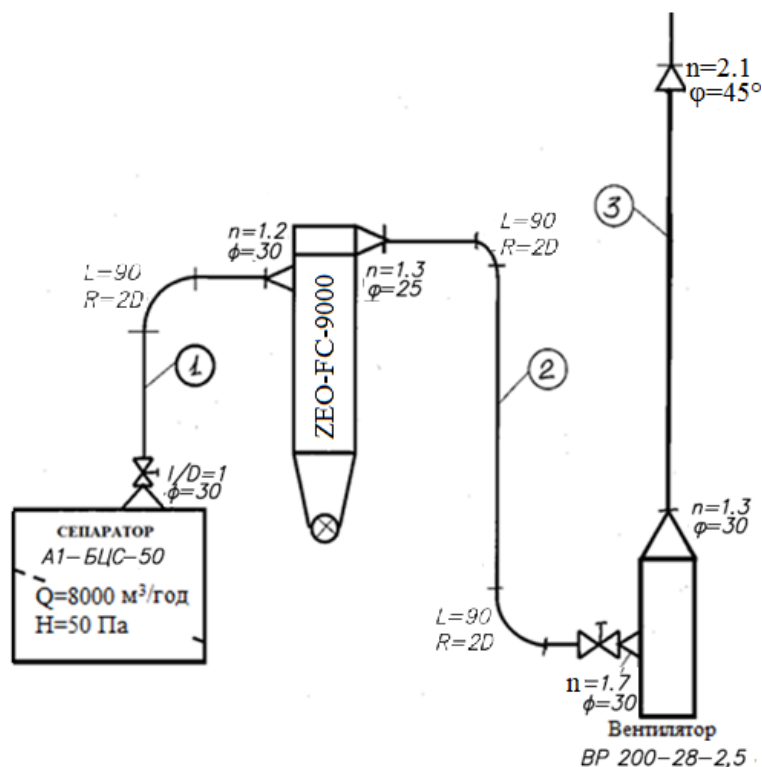 n=2.1
φ=45°
3
n=1.2
ϕ=30
L=90
R=2D
L=90
R=2D
n=1.3
φ=25
ZEO-FC-9000
1
2
l/D=1
ϕ=30
n=1.3
ϕ=30
СЕПАРАТОР
А1-БЦС-50
Q=8000 м³/год
H=50 Па
L=90
R=2D
n=1.7
ϕ=30
Вентилятор
ВР 200-28-2,5